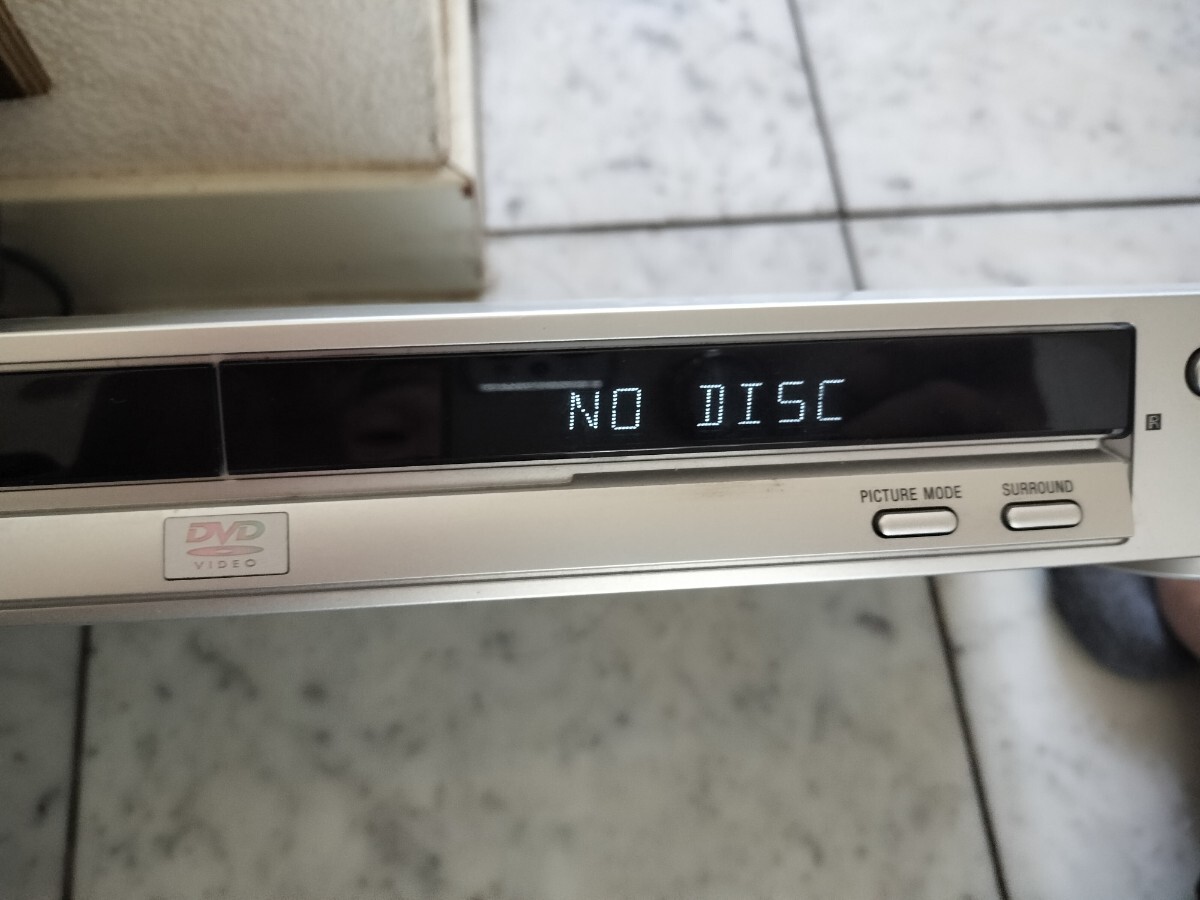 NO DISC
PICTURE MODE
SURROUND
DVD
VIDEO
R